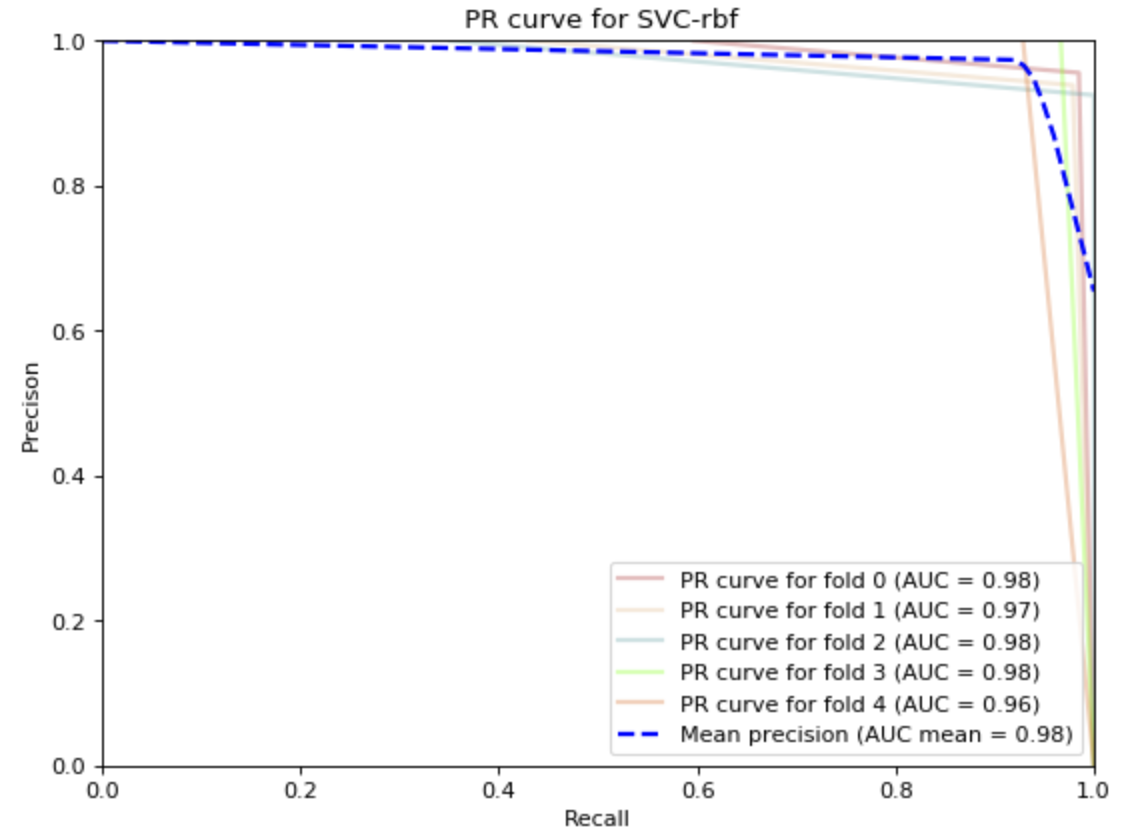 PR curve for SVC-rbf
1.0
0.8
0.6
0.4
0.2
0.0
Precison
PR curve for fold 0 (AUC = 0.98)
PR curve for fold 1 (AUC = 0.97)
PR curve for fold 2 (AUC = 0.98)
PR curve for fold 3 (AUC = 0.98)
PR curve for fold 4 (AUC = 0.96)
Mean precision (AUC mean = 0.98)
0.0 0.2 0.4 0.6 0.8 1.0
Recall